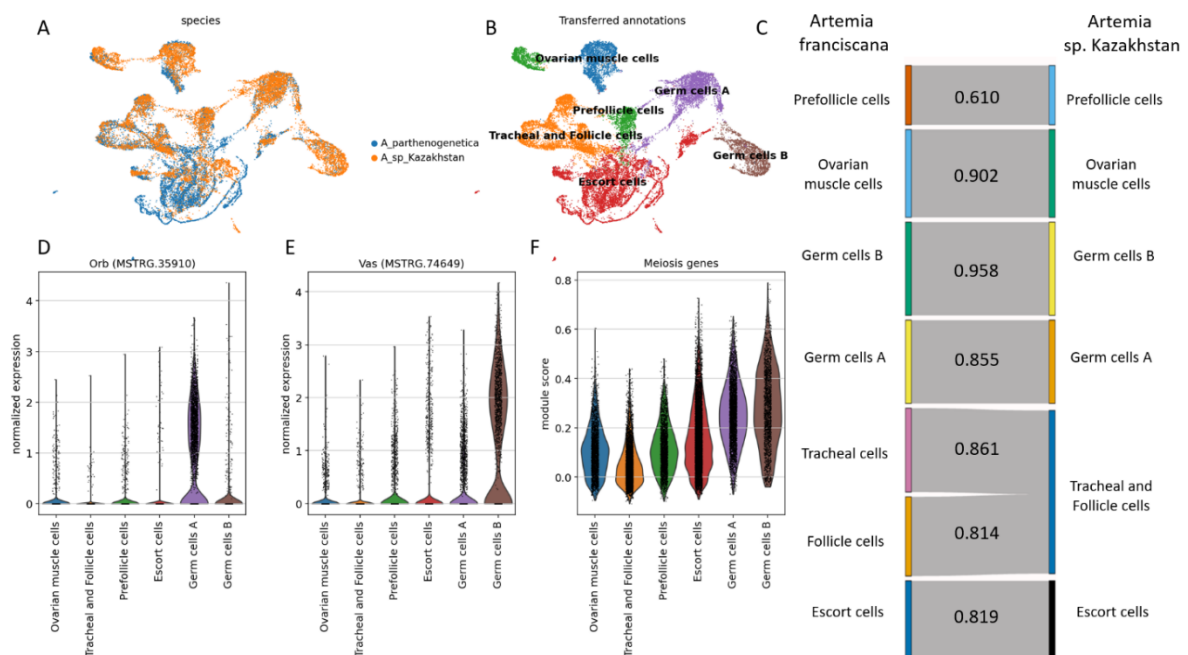 A
species
A_parthenogenetica
A_sp_Kazakhstan
B
Transferred annotations
Ovarian muscle cells
Germ cells A
Prefollicle cells
Tracheal and Follicle cells
Germ cells B
Escort cells
C
Artemia
franciscana
Artemia
sp. Kazakhstan
Prefollicle cells
0.610
Prefollicle cells
Ovarian
muscle cells
0.902
Ovarian
muscle cells
Germ cells B
0.958
Germ cells B
Germ cells A
0.855
Germ cells A
Tracheal cells
0.861
Tracheal and
Follicle cells
Follicle cells
0.814
Escort cells
0.819
Escort cells
D
Orb (MSTRG.35910)
normalized expression
4
3
2
1
0
Ovarian muscle cells
Tracheal and Follicle cells
Prefollicle cells
Escort cells
Germ cells A
Germ cells B
E
Vas (MSTRG.74649)
normalized expression
4
3
2
1
0
Ovarian muscle cells
Tracheal and Follicle cells
Prefollicle cells
Escort cells
Germ cells A
Germ cells B
F
Meiosis genes
module score
0.8
0.6
0.4
0.2
0.0
Ovarian muscle cells
Tracheal and Follicle cells
Prefollicle cells
Escort cells
Germ cells A
Germ cells B